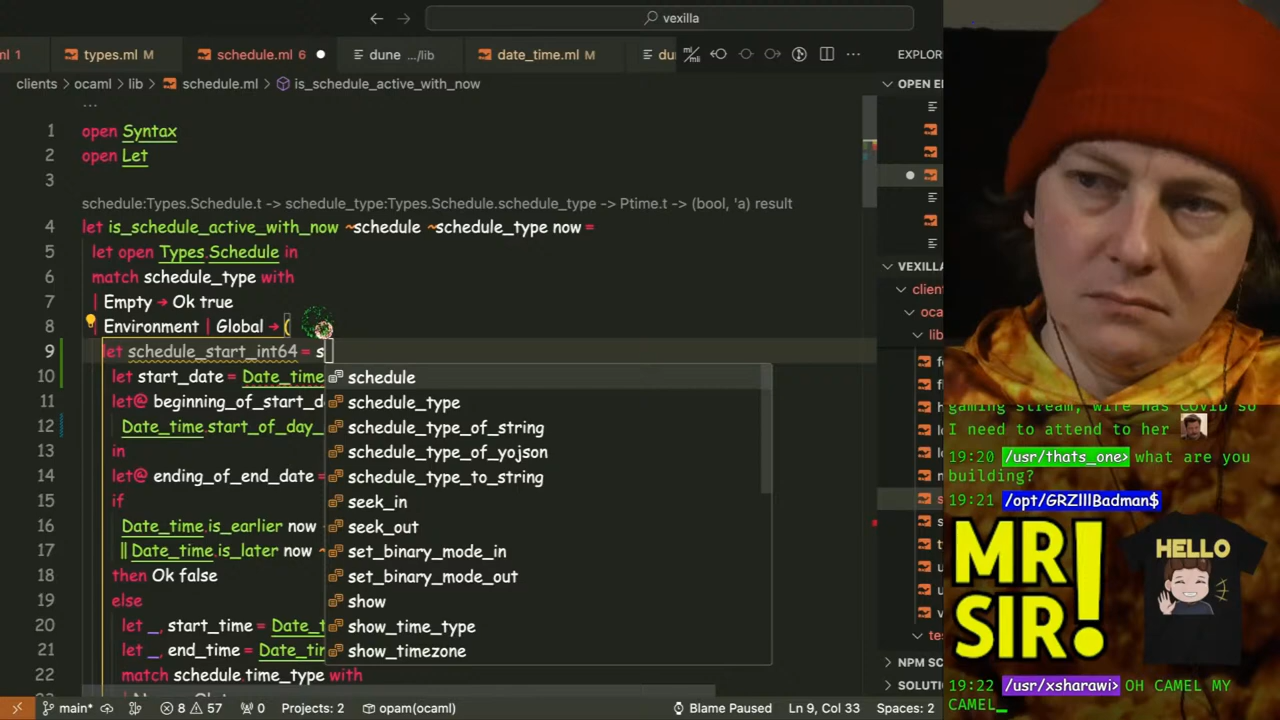 vexilla
ml
types.ml M
schedule.ml 6
dune .../lib
date_time.ml M
EXPLOR
clients > ocaml > lib > schedule.ml > is_schedule_active_with_now
OPEN E
...
1 open Syntax
2 open Let
3
schedule:Types.Schedule.t -> schedule_type:Types.Schedule.schedule_type -> Ptime.t -> (bool, 'a) result
4 let is_schedule_active_with_now ~schedule ~schedule_type now =
5 let open Types.Schedule in
6 match schedule_type with
7 | Empty → Ok true
8 Environment | Global → (
9 let schedule_start_int64 = s
10 let start_date = Date_time
11 let@ beginning_of_start_d
12 Date_time.start_of_day_
13 in
14 let@ ending_of_end_date =
15 if
16 Date_time.is_earlier now
17 || Date_time.is_later now
18 then Ok false
19 else
20 let _, start_time = Date_t
21 let _, end_time = Date_tir
22 match schedule.time_type with
schedule
schedule_type
schedule_type_of_string
schedule_type_of_yojson
schedule_type_to_string
seek_in
seek_out
set_binary_mode_in
set_binary_mode_out
show
show_time_type
show_timezone
VEXILLA
clien
oca
lib
te
NPM SC
SOLUTIO
gaming stream, wife has COVID so
I need to attend to her
19:20 /usr/thats_one> what are you
building?
19:21 /opt/GRZlllBadman$
MR
SIR!
HELLO
19:22 /usr/xsharawi> OH CAMEL MY
CAMEL_
main* 8 57 0 Projects: 2 opam(ocaml) Blame Paused Ln 9, Col 33 Spaces: 2